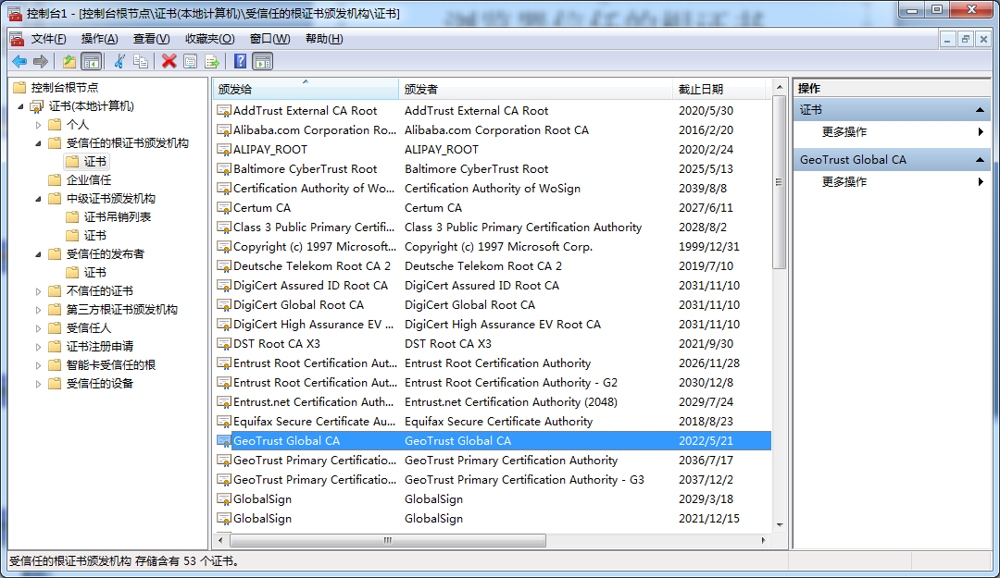 控制台1 - [控制台根节点\证书(本地计算机)\受信任的根证书颁发机构\证书]
文件(F) 操作(A) 查看(V) 收藏夹(O) 窗口(W) 帮助(H)
控制台根节点
证书(本地计算机)
个人
受信任的根证书颁发机构
证书
企业信任
中级证书颁发机构
证书吊销列表
证书
受信任的发布者
证书
不信任的证书
第三方根证书颁发机构
受信任人
证书注册申请
智能卡受信任的根
受信任的设备
颁发给 颁发者 截止日期
AddTrust External CA Root AddTrust External CA Root 2020/5/30
Alibaba.com Corporation Ro... Alibaba.com Corporation Root CA 2016/2/20
ALIPAY_ROOT ALIPAY_ROOT 2020/2/24
Baltimore CyberTrust Root Baltimore CyberTrust Root 2025/5/13
Certification Authority of Wo... Certification Authority of WoSign 2039/8/8
Certum CA Certum CA 2027/6/11
Class 3 Public Primary Certifi... Class 3 Public Primary Certification Authority 2028/8/2
Copyright (c) 1997 Microsoft... Copyright (c) 1997 Microsoft Corp. 1999/12/31
Deutsche Telekom Root CA 2 Deutsche Telekom Root CA 2 2019/7/10
DigiCert Assured ID Root CA DigiCert Assured ID Root CA 2031/11/10
DigiCert Global Root CA DigiCert Global Root CA 2031/11/10
DigiCert High Assurance EV ... DigiCert High Assurance EV Root CA 2031/11/10
DST Root CA X3 DST Root CA X3 2021/9/30
Entrust Root Certification Aut... Entrust Root Certification Authority 2026/11/28
Entrust Root Certification Aut... Entrust Root Certification Authority - G2 2030/12/8
Entrust.net Certification Auth... Entrust.net Certification Authority (2048) 2029/7/24
Equifax Secure Certificate Au... Equifax Secure Certificate Authority 2018/8/23
GeoTrust Global CA GeoTrust Global CA 2022/5/21
GeoTrust Primary Certificatio... GeoTrust Primary Certification Authority 2036/7/17
GeoTrust Primary Certificatio... GeoTrust Primary Certification Authority - G3 2037/12/2
GlobalSign GlobalSign 2029/3/18
GlobalSign GlobalSign 2021/12/15
操作
证书
更多操作
GeoTrust Global CA
更多操作
受信任的根证书颁发机构 存储含有 53 个证书。